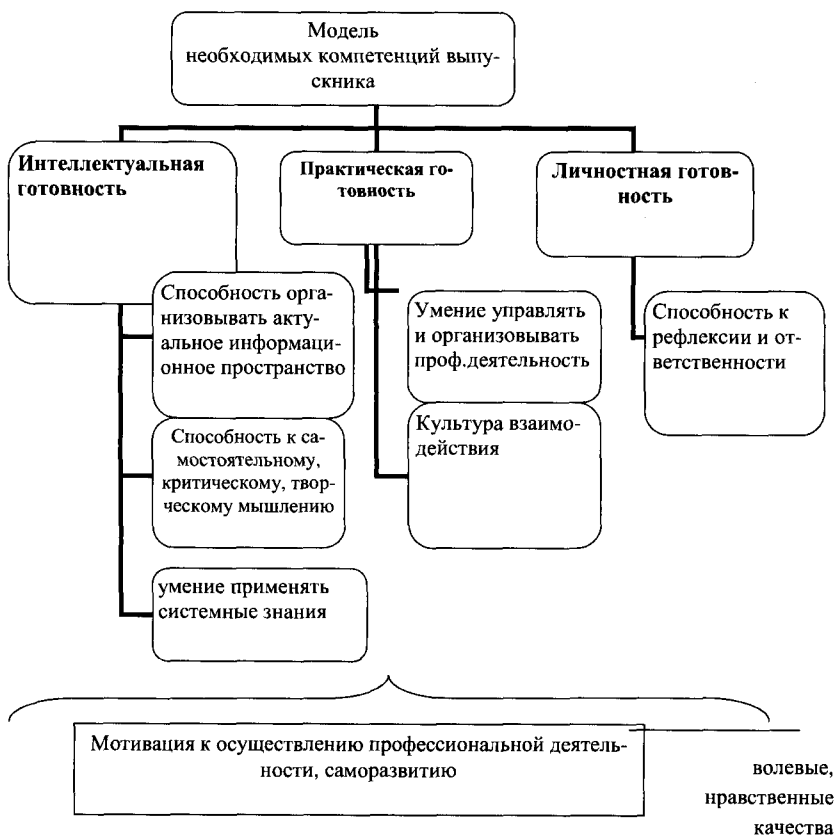 Модель
необходимых компетенций выпу-
скника
Интеллектуальная
готовность
Практическая го-
товность
Личностная готов-
ность
Способность орга-
низовывать акту-
альное информаци-
онное пространство
Способность к са-
мостоятельному,
критическому, твор-
ческому мышлению
умение применять
системные знания
Умение управлять
и организовывать
проф.деятельность
Культура взаимо-
действия
Способность к
рефлексии и от-
ветственности
Мотивация к осуществлению профессиональной деятель-
ности, саморазвитию
волевые,
нравственные
качества